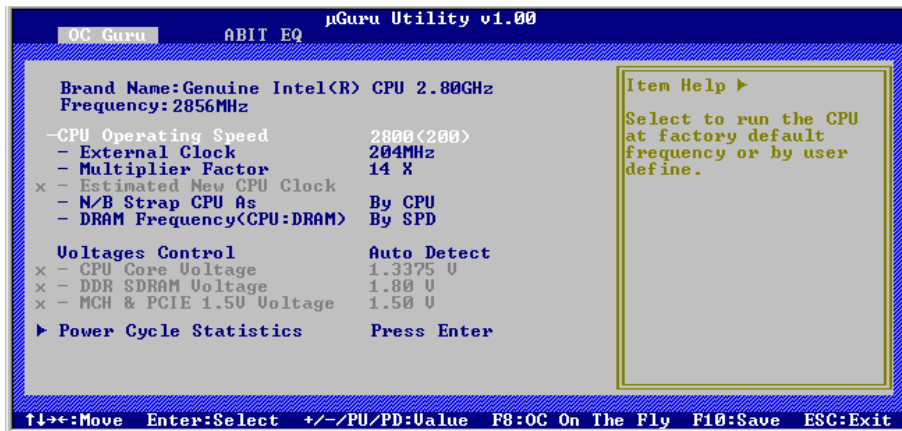 µGuru Utility v1.00
OC Guru ABIT EQ
Brand Name:Genuine Intel(R) CPU 2.80GHz
Frequency:2856MHz
—CPU Operating Speed 2800(200)
- External Clock 204MHz
- Multiplier Factor 14 X
x - Estimated New CPU Clock
- N/B Strap CPU As By CPU
- DRAM Frequency(CPU:DRAM) By SPD
Voltages Control Auto Detect
x - CPU Core Voltage 1.3375 V
x - DDR SDRAM Voltage 1.80 V
x - MCH & PCIE 1.5V Voltage 1.50 V
► Power Cycle Statistics Press Enter
Item Help ►
Select to run the CPU
at factory default
frequency or by user
define.
↑↓→←:Move Enter:Select +/-/PU/PD:Value F8:OC On The Fly F10:Save ESC:Exit